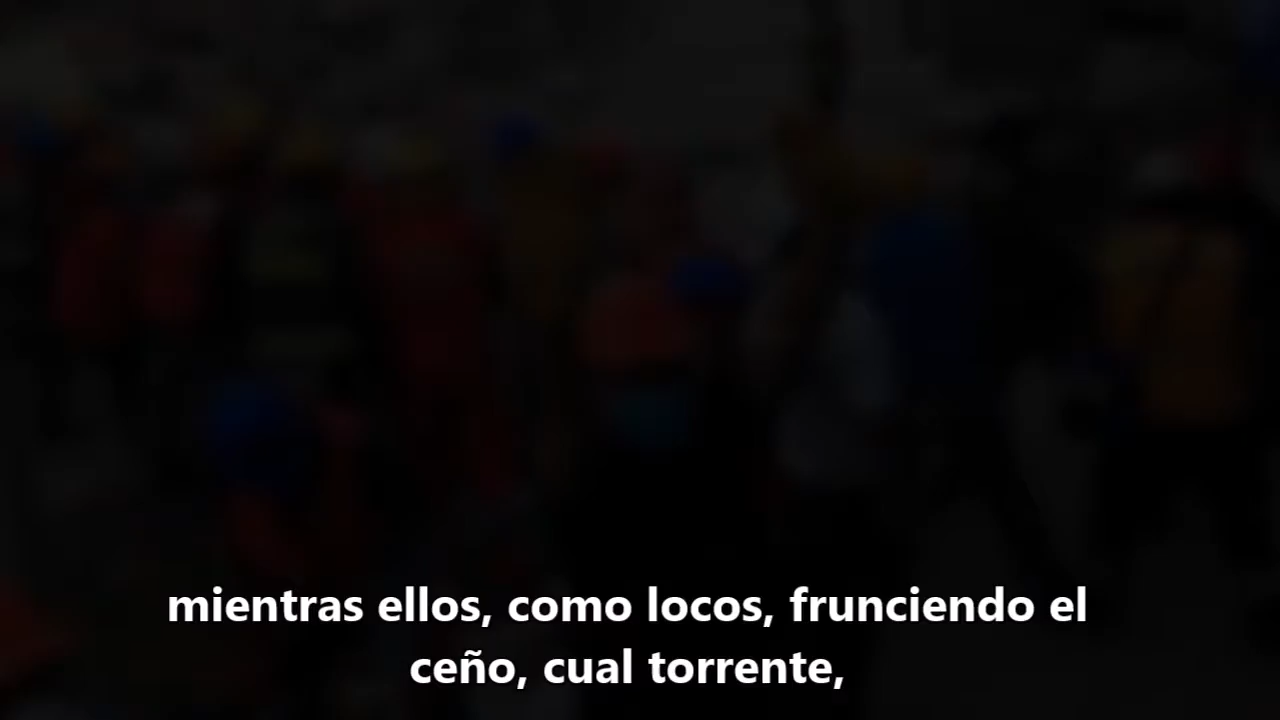 mientras ellos, como locos, frunciendo el
ceño, cual torrente,